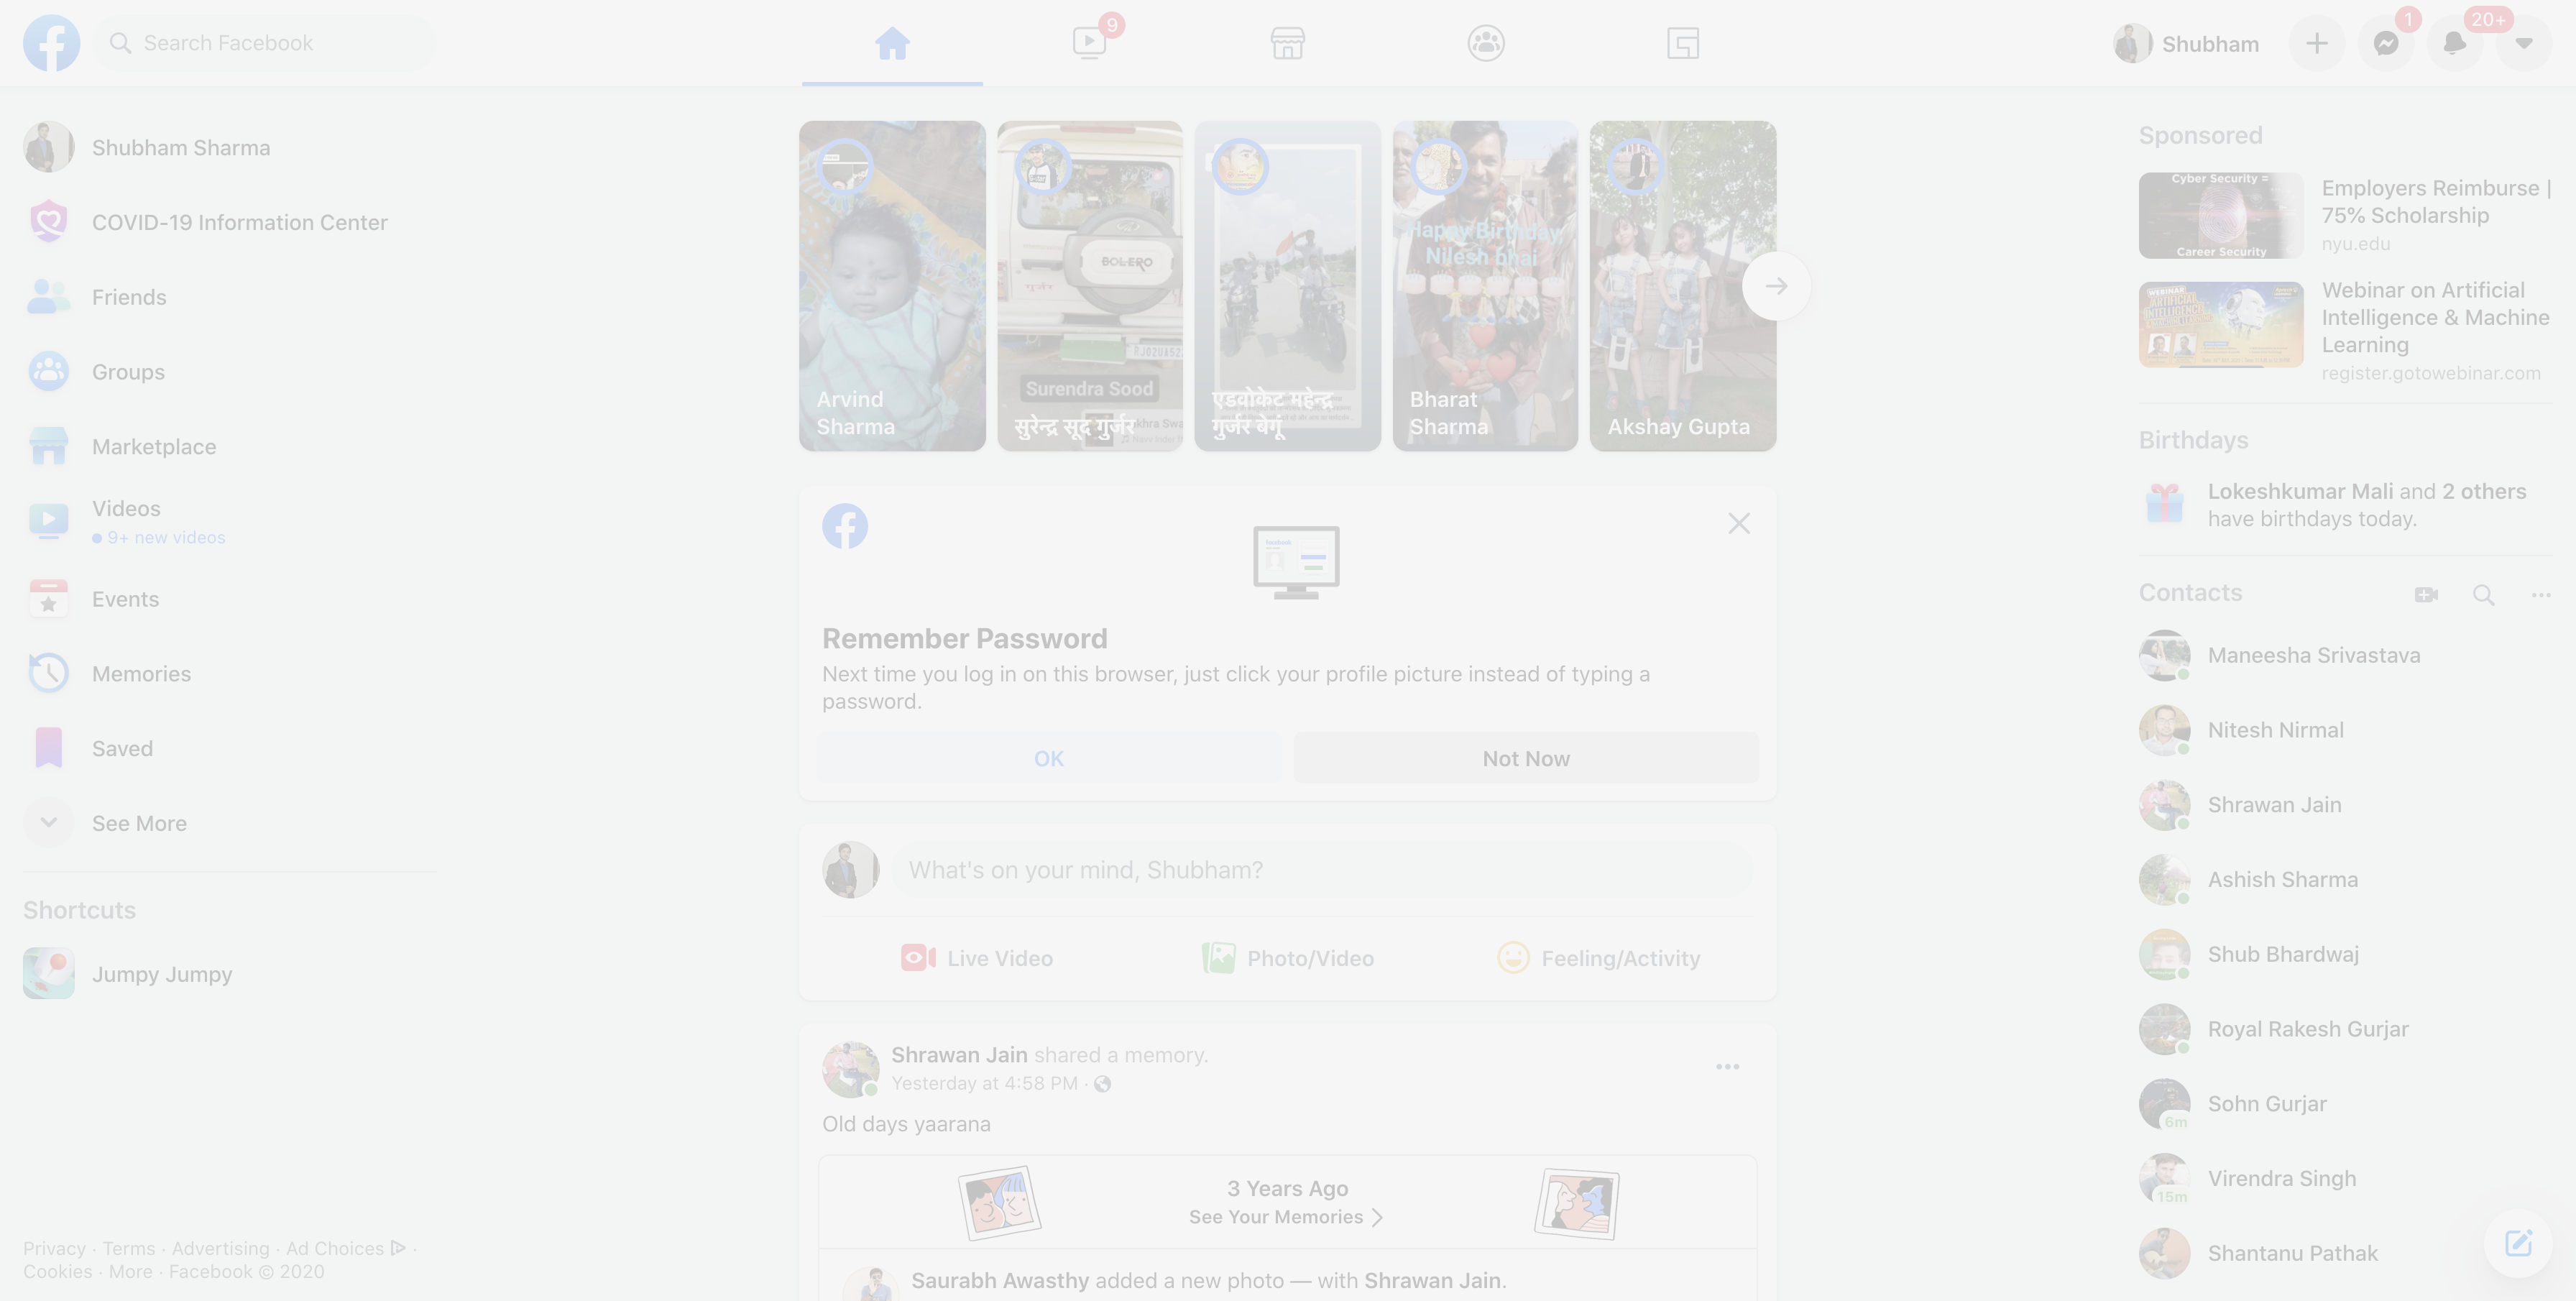 Search Facebook
9
Shubham
1
20+
Shubham Sharma
COVID-19 Information Center
Friends
Groups
Marketplace
Videos
9+ new videos
Events
Memories
Saved
See More
Shortcuts
Jumpy Jumpy
Privacy · Terms · Advertising · Ad Choices ·
Cookies · More · Facebook © 2020
Arvind
Sharma
BOLERO
गुर्जर
Surendra Sood
सुरेन्द्र सूद गुर्जर
एडवोकेट महेन्द्र
गुर्जर बेगूं
Happy Birthday
Nilesh bhai
Bharat
Sharma
Akshay Gupta
Remember Password
Next time you log in on this browser, just click your profile picture instead of typing a
password.
OK
Not Now
What's on your mind, Shubham?
Live Video
Photo/Video
Feeling/Activity
Shrawan Jain shared a memory.
Yesterday at 4:58 PM ·
Old days yaarana
3 Years Ago
See Your Memories
Saurabh Awasthy added a new photo — with Shrawan Jain.
Sponsored
Cyber Security =
Career Security
Employers Reimburse |
75% Scholarship
nyu.edu
WEBINAR
ARTIFICIAL
INTELLIGENCE
Webinar on Artificial
Intelligence & Machine
Learning
register.gotowebinar.com
Birthdays
Lokeshkumar Mali and 2 others
have birthdays today.
Contacts
Maneesha Srivastava
Nitesh Nirmal
Shrawan Jain
Ashish Sharma
Shub Bhardwaj
Royal Rakesh Gurjar
Sohn Gurjar
6m
Virendra Singh
15m
Shantanu Pathak